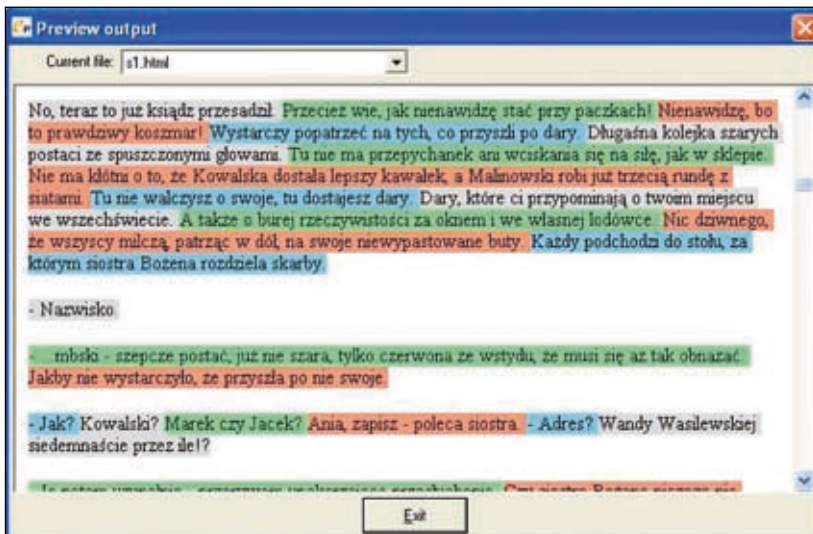 Preview output
Current file: s1.html
No, teraz to już ksiądz przesadził. Przecież wie, jak nienawidzę stać przy paczkach! Nienawidzę, bo
to prawdziwy koszmar! Wystarczy popatrzeć na tych, co przyszli po dary. Długaśna kolejka szarych
postaci ze spuszczonymi głowami. Tu nie ma przepychanek ani wciskania się na siłę, jak w sklepie.
Nie ma kłótni o to, że Kowalska dostała lepszy kawałek, a Malinowski robi już trzecią rundę z
siatami. Tu nie walczysz o swoje, tu dostajesz dary. Dary, które ci przypominają o twoim miejscu
we wszechświecie. A także o burej rzeczywistości za oknem i we własnej lodówce. Nic dziwnego,
że wszyscy milczą, patrząc w dół, na swoje niewypastowane buty. Każdy podchodzi do stołu, za
którym siostra Bożena rozdziela skarby.
- Nazwisko.
- ...mbski - szepcze postać, już nie szara, tylko czerwona ze wstydu, że musi się aż tak obnażać.
Jakby nie wystarczyło, że przyszła po nie swoje.
- Jak? Kowalski? Marek czy Jacek? Ania, zapisz - poleca siostra. - Adres? Wandy Wasilewskiej
siedemnaście przez ile!?
Exit